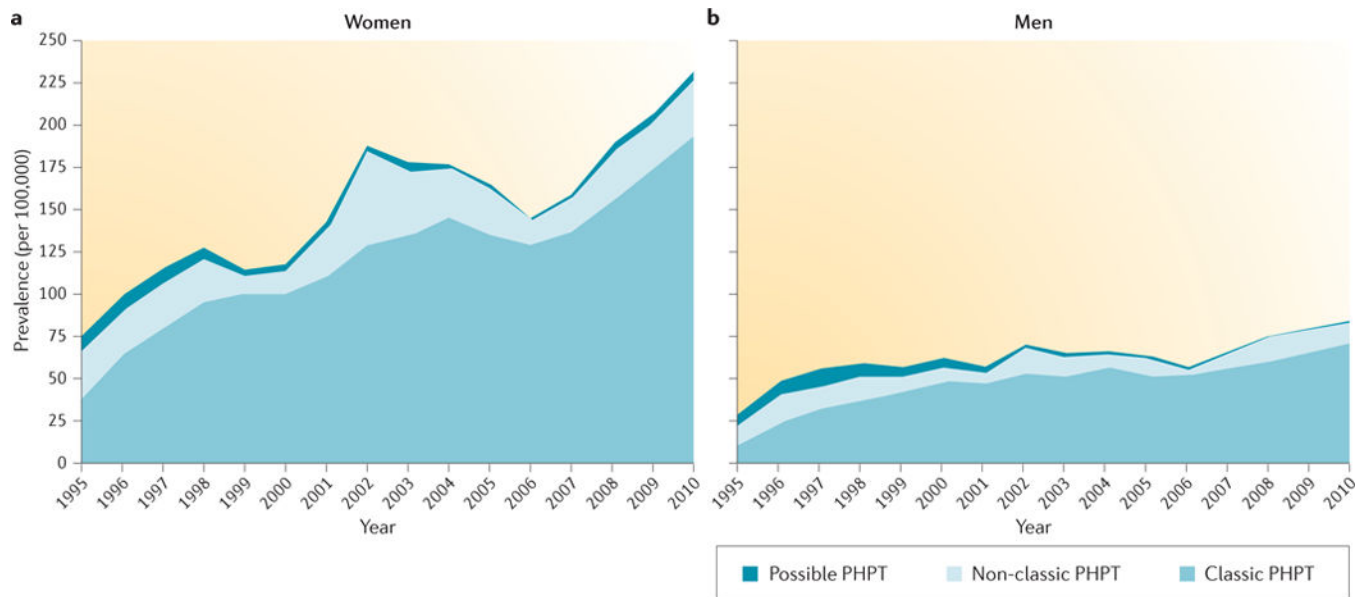 a
Women
b
Men
Prevalence (per 100,000)
250
225
200
175
150
125
100
75
50
25
0
1995 1996 1997 1998 1999 2000 2001 2002 2003 2004 2005 2006 2007 2008 2009 2010
1995 1996 1997 1998 1999 2000 2001 2002 2003 2004 2005 2006 2007 2008 2009 2010
Year
Year
Possible PHPT Non-classic PHPT Classic PHPT